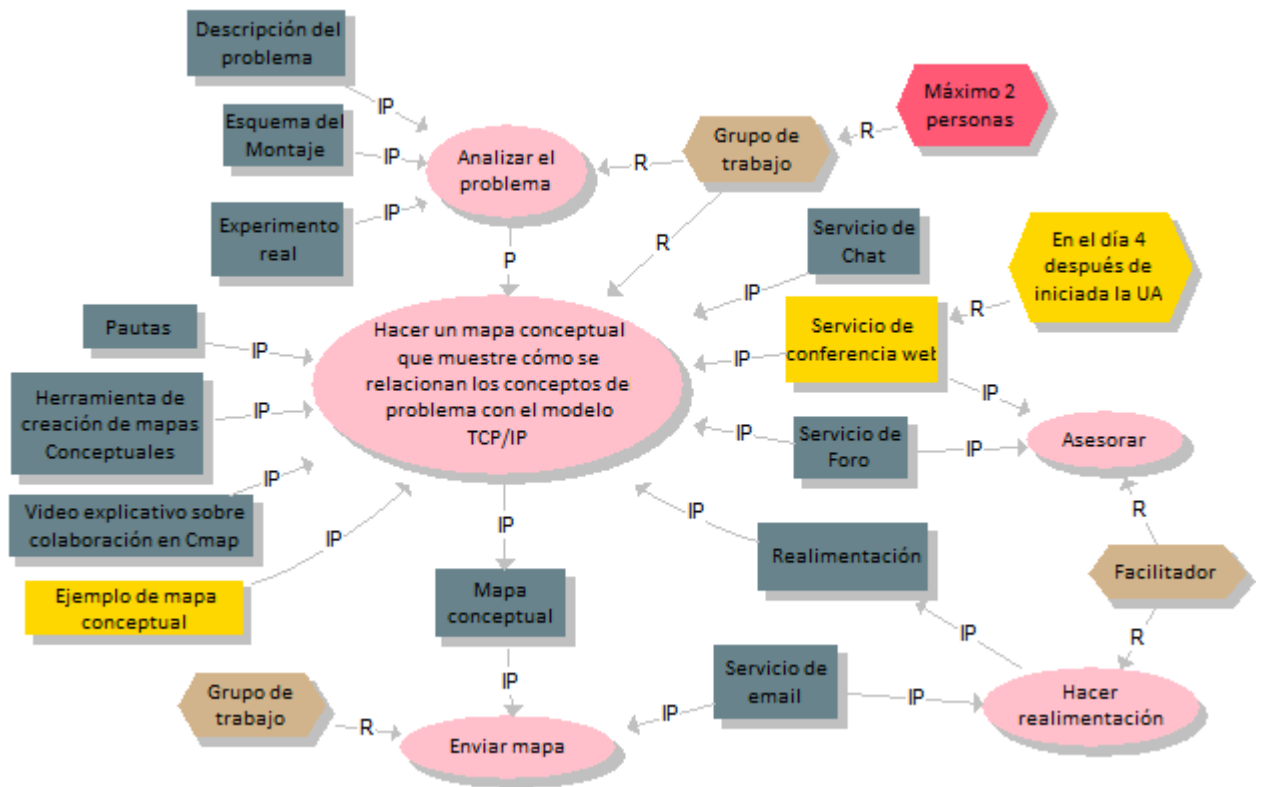 Descripción del
problema
IP
Esquema del
Montaje
IP
Experimento
real
IP
Analizar el
problema
R
Grupo de
trabajo
R
Máximo 2
personas
P
R
Servicio de
Chat
IP
En el día 4
después de
iniciada la UA
R
Servicio de
conferencia web
IP
IP
Pautas
IP
Herramienta de
creación de mapas
Conceptuales
IP
Video explicativo sobre
colaboración en Cmap
IP
Ejemplo de mapa
conceptual
IP
Hacer un mapa conceptual
que muestre cómo se
relacionan los conceptos de
problema con el modelo
TCP/IP
Servicio de
Foro
IP
IP
Asesorar
R
Facilitador
R
Realimentación
IP
IP
IP
Mapa
conceptual
IP
Servicio de
email
IP
IP
Hacer
realimentación
Grupo de
trabajo
R
Enviar mapa